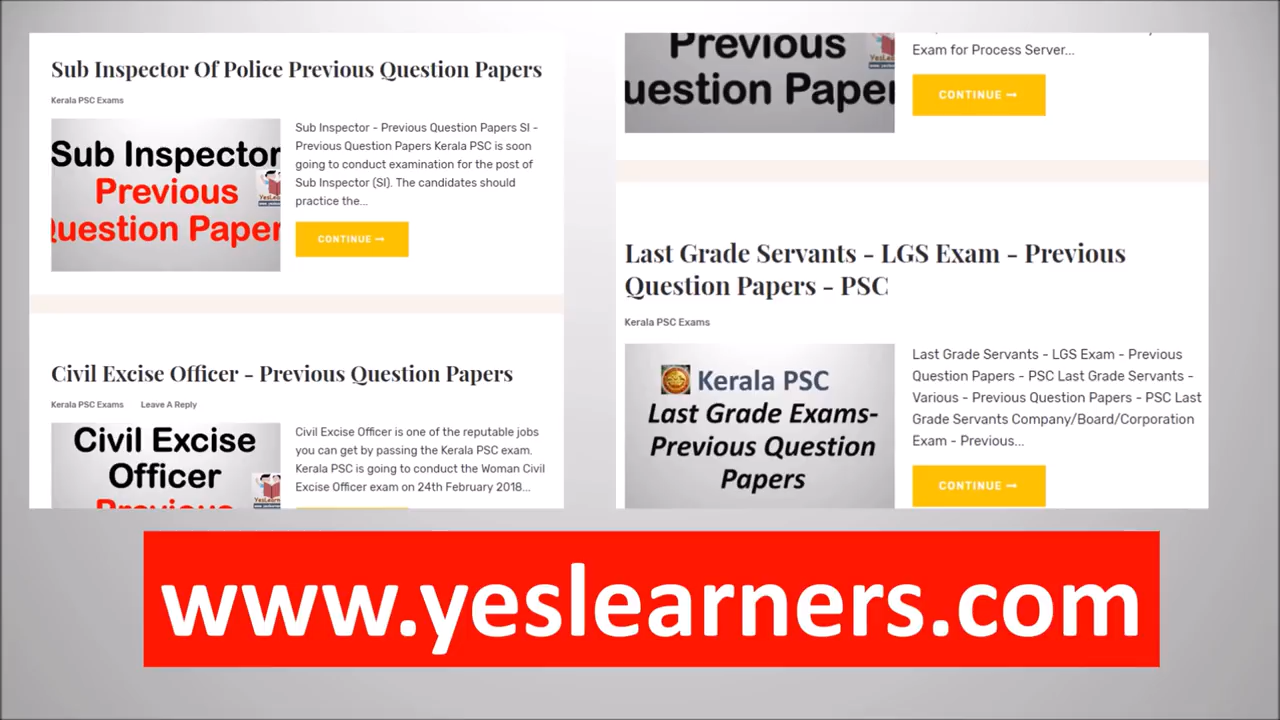 Sub Inspector Of Police Previous Question Papers
Kerala PSC Exams
Sub Inspector
Previous
Question Paper
Sub Inspector - Previous Question Papers SI -
Previous Question Papers Kerala PSC is soon
going to conduct examination for the post of
Sub Inspector (SI). The candidates should
practice the...
CONTINUE
Civil Excise Officer - Previous Question Papers
Kerala PSC Exams Leave A Reply
Civil Excise
Officer
YesLearn
Previous
Civil Excise Officer is one of the reputable jobs
you can get by passing the Kerala PSC exam.
Kerala PSC is going to conduct the Woman Civil
Excise Officer exam on 24th February 2018...
Previous
uestion Paper
Exam for Process Server...
CONTINUE
Last Grade Servants - LGS Exam - Previous
Question Papers - PSC
Kerala PSC Exams
Kerala PSC
Last Grade Exams-
Previous Question
Papers
Last Grade Servants - LGS Exam - Previous
Question Papers - PSC Last Grade Servants -
Various - Previous Question Papers - PSC Last
Grade Servants Company/Board/Corporation
Exam - Previous...
CONTINUE
www.yeslearners.com